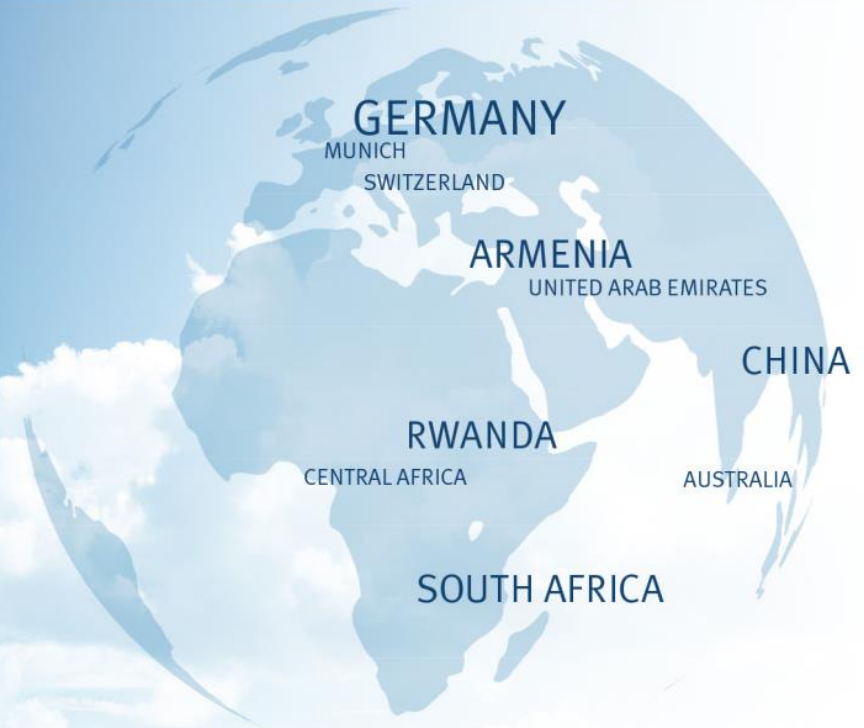 GERMANY
MUNICH
SWITZERLAND
ARMENIA
UNITED ARAB EMIRATES
CHINA
RWANDA
CENTRAL AFRICA
AUSTRALIA
SOUTH AFRICA